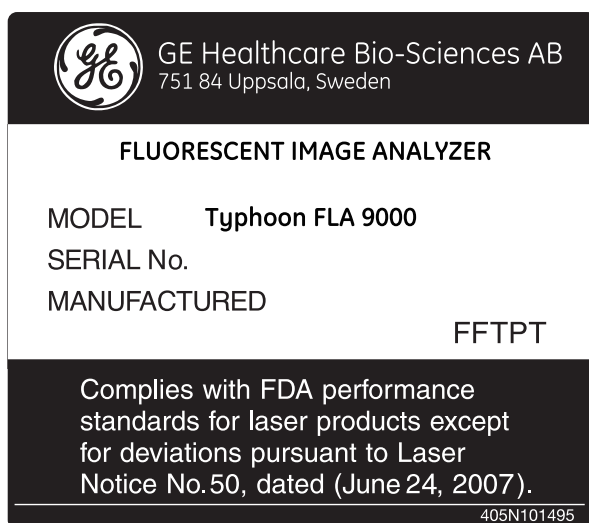 GE
GE Healthcare Bio-Sciences AB
751 84 Uppsala, Sweden
FLUORESCENT IMAGE ANALYZER
MODEL Typhoon FLA 9000
SERIAL No.
MANUFACTURED
FFTPT
Complies with FDA performance
standards for laser products except
for deviations pursuant to Laser
Notice No.50, dated (June 24, 2007).
405N101495